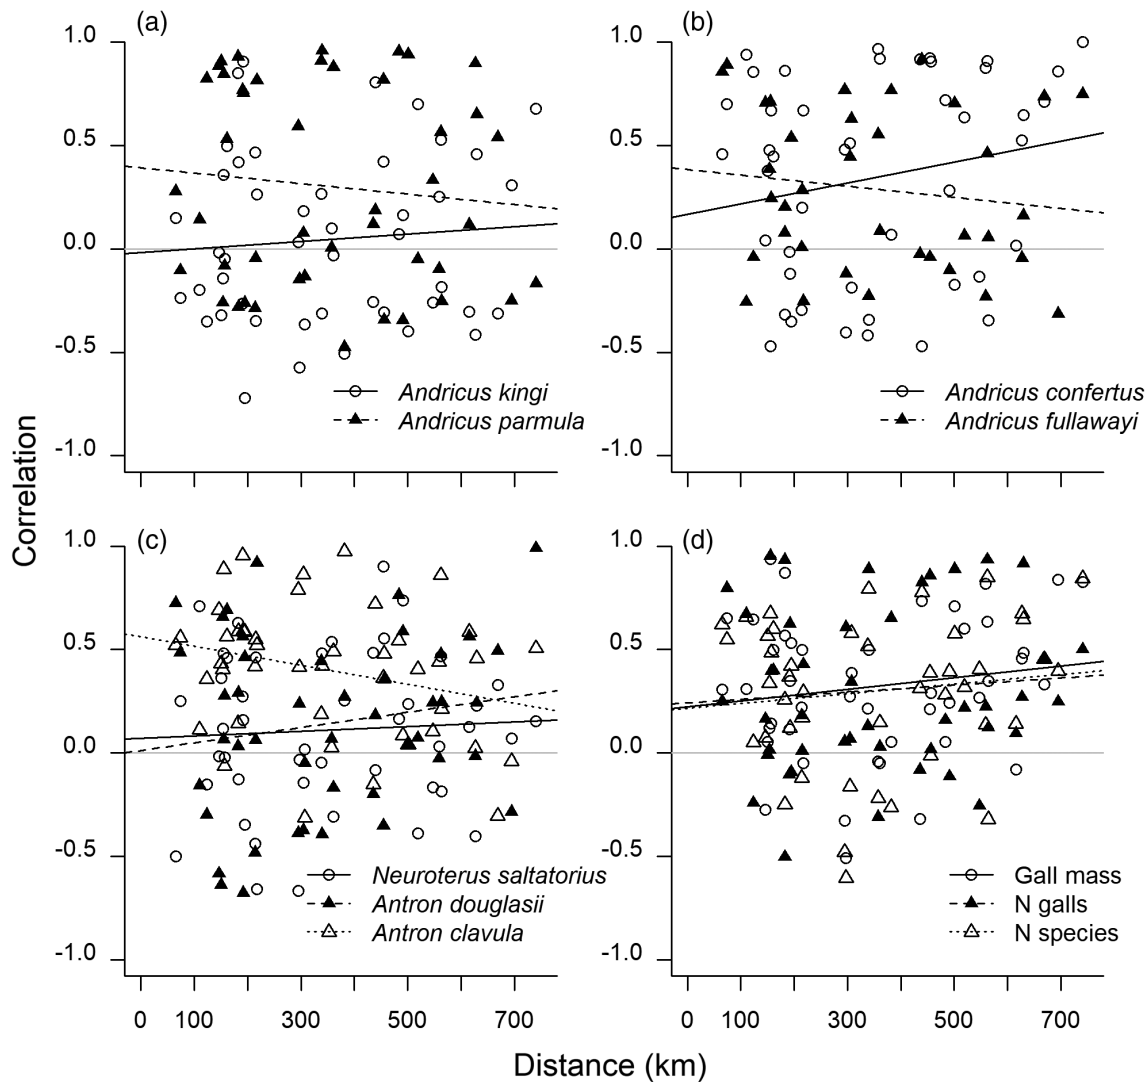 (a)
(b)
1.0
0.5
0.0
-0.5
-1.0
1.0
0.5
0.0
-0.5
-1.0
Andricus kingi
Andricus parmula
Andricus confertus
Andricus fullawayi
Correlation
(c)
(d)
1.0
0.5
0.0
-0.5
-1.0
1.0
0.5
0.0
-0.5
-1.0
Neuroterus saltatorius
Antron douglasii
Antron clavula
Gall mass
N galls
N species
0 100 300 500 700
0 100 300 500 700
Distance (km)